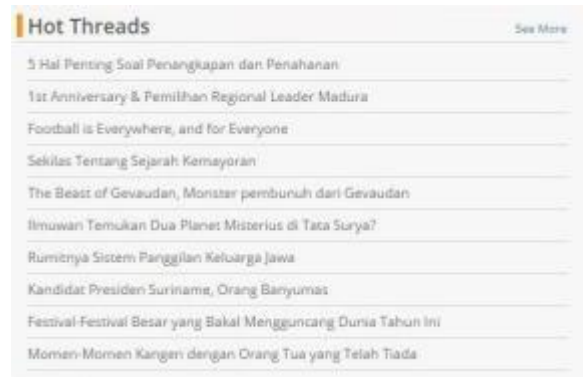 Hot Threads
See More
5 Hal Penting Soal Penangkapan dan Penahanan
1st Anniversary & Pemilihan Regional Leader Madura
Football is Everywhere, and for Everyone
Sekilas Tentang Sejarah Kemayoran
The Beast of Gevaudan, Monster pembunuh dari Gevaudan
Ilmuwan Temukan Dua Planet Misterius di Tata Surya?
Rumitnya Sistem Panggilan Keluarga Jawa
Kandidat Presiden Suriname, Orang Banyumas
Festival-Festival Besar yang Bakal Mengguncang Dunia Tahun Ini
Momen-Momen Kangen dengan Orang Tua yang Telah Tiada